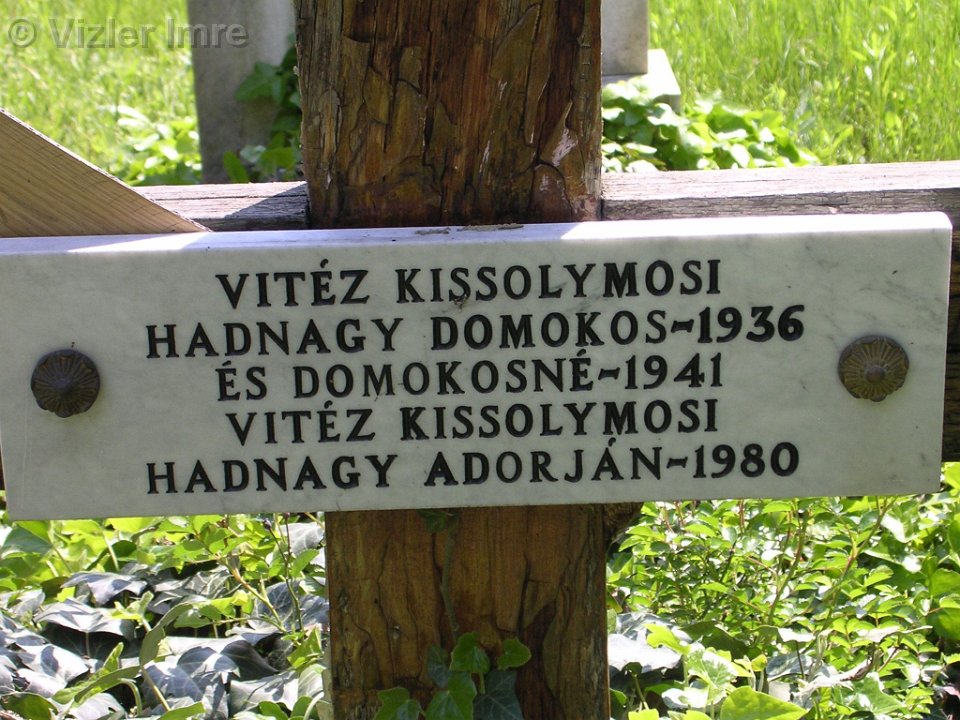 © Vizler Imre
VITÉZ KISSOLYMOSI
HADNAGY DOMOKOS-1936
ÉS DOMOKOSNÉ-1941
VITÉZ KISSOLYMOSI
HADNAGY ADORJÁN-1980